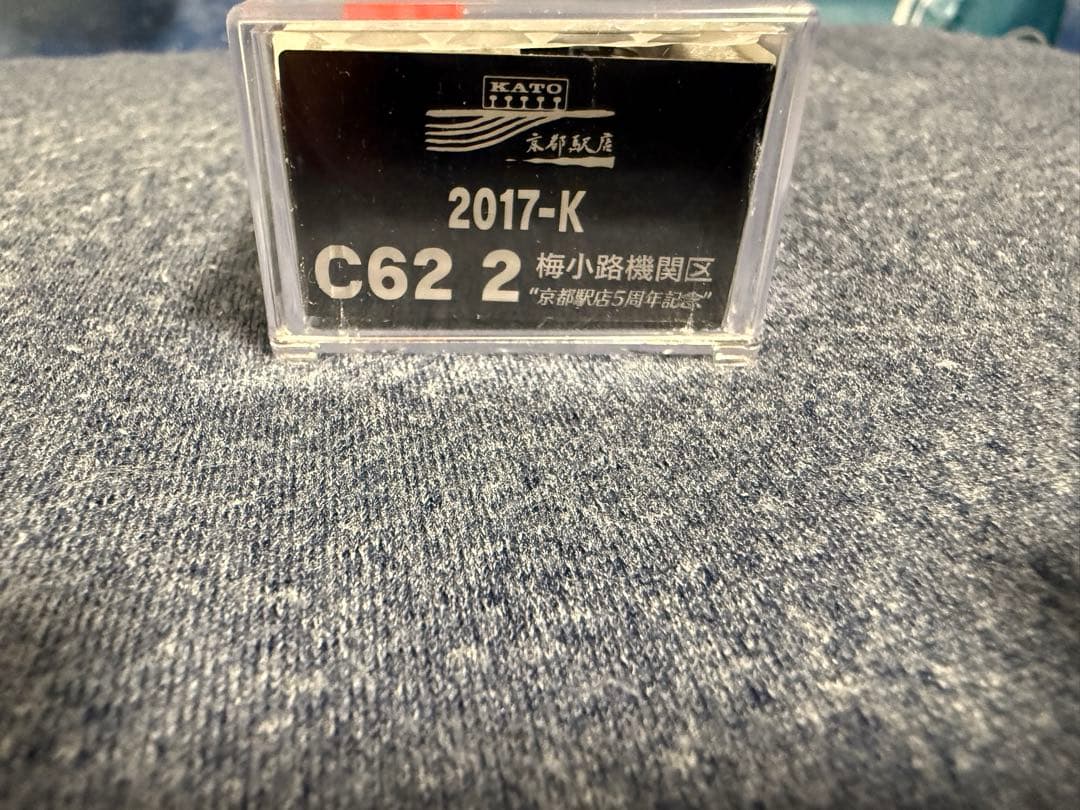 KATO
京都駅店
2017-K
C62 2 梅小路機関区
“京都駅店5周年記念”